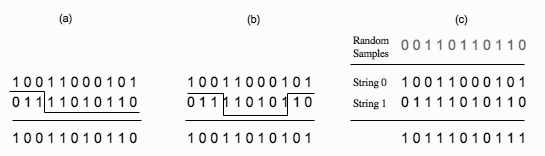 (a)
1 0 0 1 1 0 0 0 1 0 1
0 1 1 1 1 0 1 0 1 1 0
1 0 0 1 1 0 1 0 1 1 0
(b)
1 0 0 1 1 0 0 0 1 0 1
0 1 1 1 1 0 1 0 1 1 0
1 0 0 1 1 0 1 0 1 0 1
(c)
Random
Samples 0 0 1 1 0 1 1 0 1 1 0
String 0 1 0 0 1 1 0 0 0 1 0 1
String 1 0 1 1 1 1 0 1 0 1 1 0
1 0 1 1 1 0 1 0 1 1 1